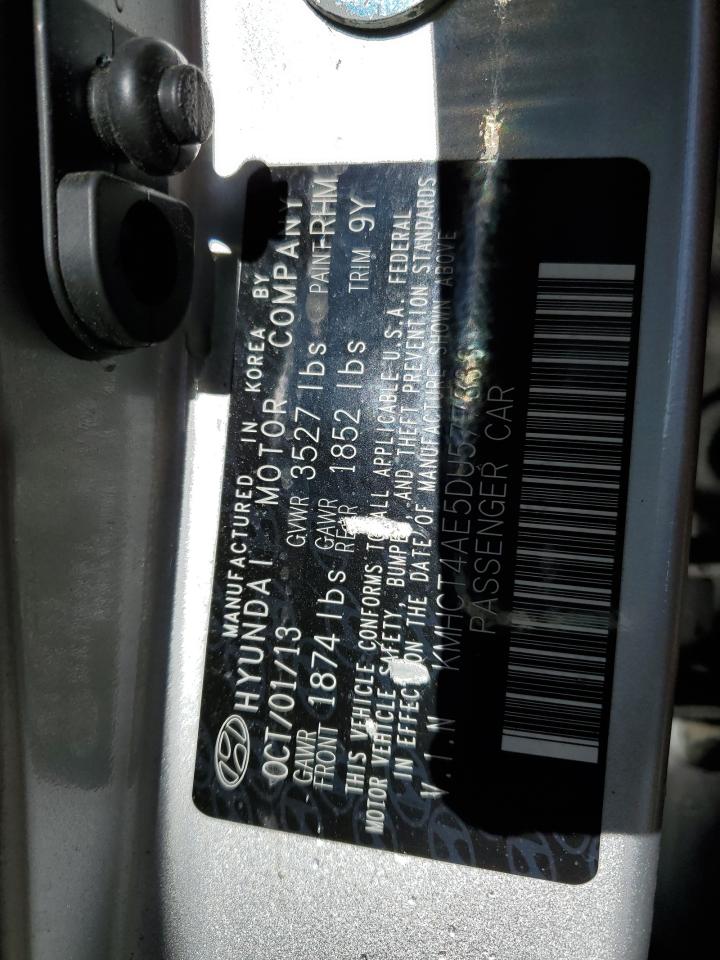 MANUFACTURED IN KOREA BY
HYUNDAI MOTOR COMPANY
OCT/01/13 GVWR 3527 lbs PAINT RHM
GAWR FRONT 1874 lbs GAWR REAR 1852 lbs TRIM 9Y
THIS VEHICLE CONFORMS TO ALL APPLICABLE U.S.A. FEDERAL
MOTOR VEHICLE SAFETY, BUMPER, AND THEFT PREVENTION STANDARDS
IN EFFECT ON THE DATE OF MANUFACTURE SHOWN ABOVE
V.I.N
PASSENGER CAR